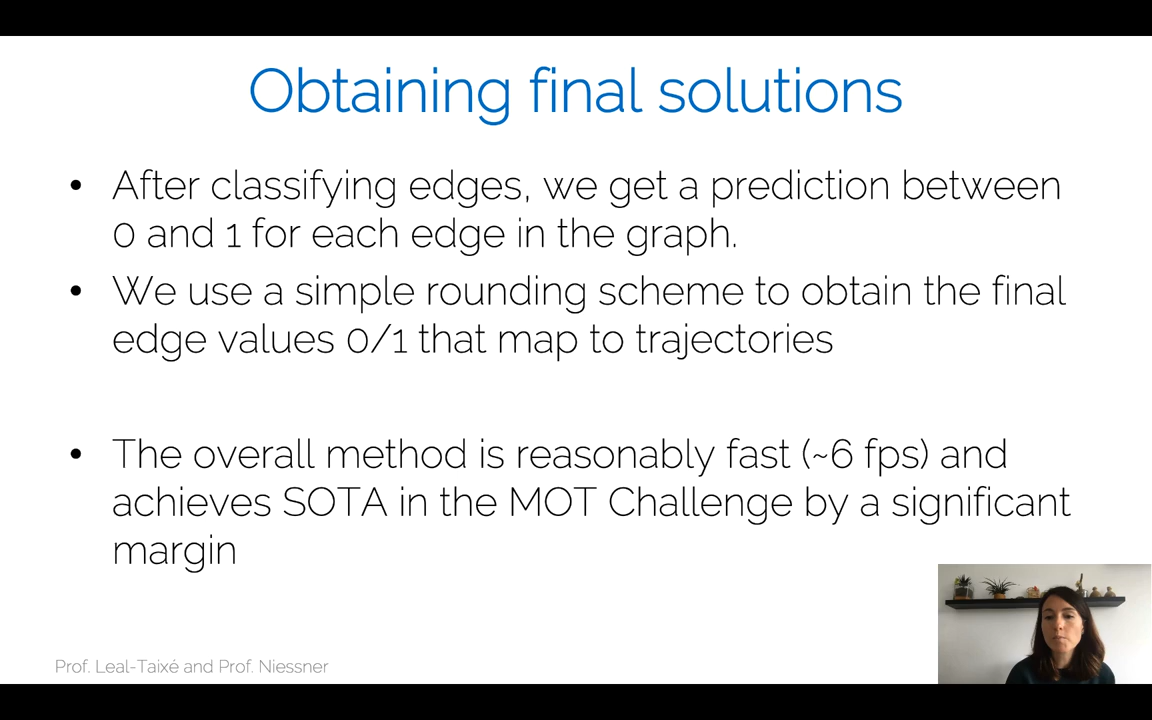 Obtaining final solutions
• After classifying edges, we get a prediction between
0 and 1 for each edge in the graph.
• We use a simple rounding scheme to obtain the final
edge values 0/1 that map to trajectories
• The overall method is reasonably fast (~6 fps) and
achieves SOTA in the MOT Challenge by a significant
margin
Prof. Leal-Taixé and Prof. Niessner